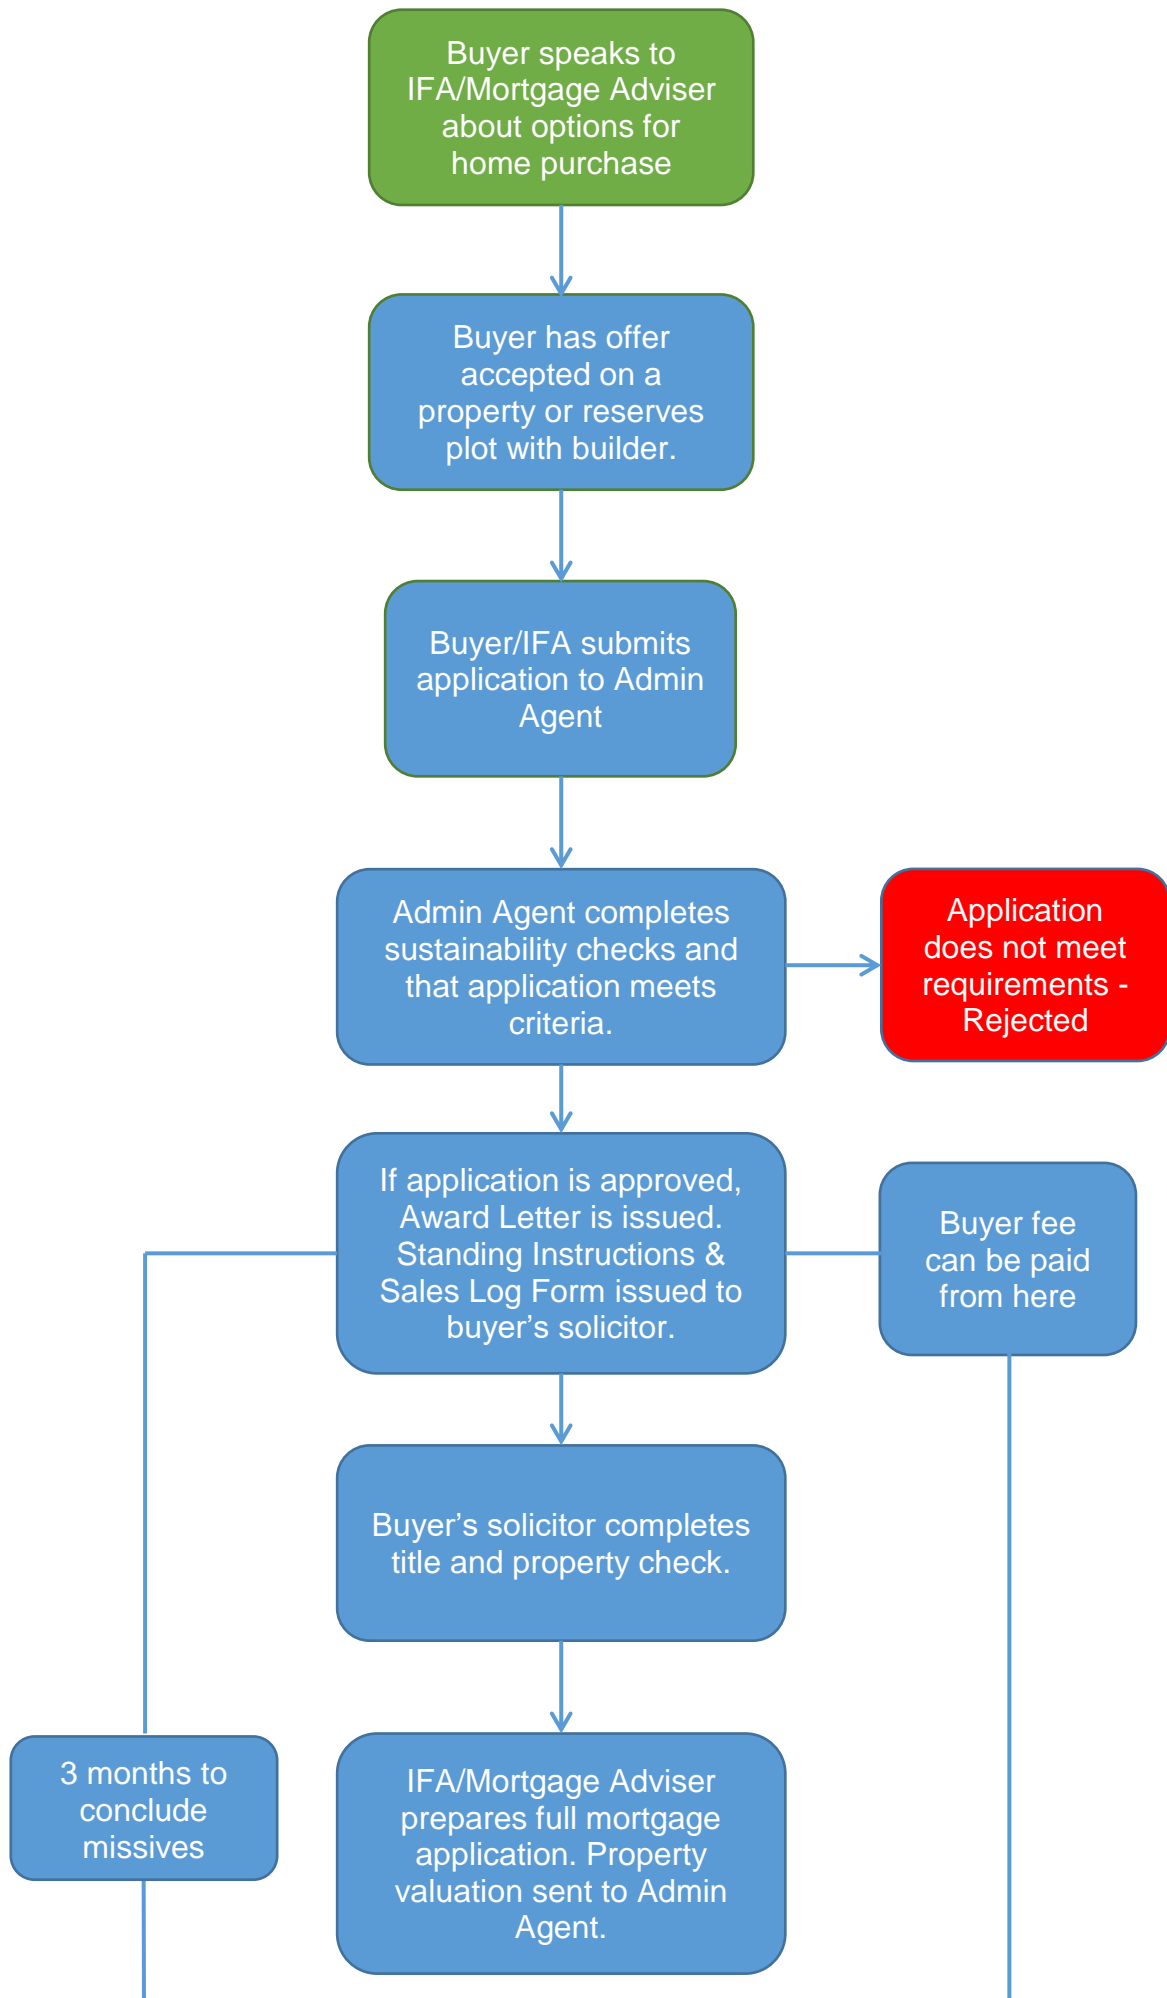 Buyer speaks to
IFA/Mortgage Adviser
about options for
home purchase
Buyer has offer
accepted on a
property or reserves
plot with builder.
Buyer/IFA submits
application to Admin
Agent
Admin Agent completes
sustainability checks and
that application meets
criteria.
Application
does not meet
requirements -
Rejected
If application is approved,
Award Letter is issued.
Standing Instructions &
Sales Log Form issued to
buyer’s solicitor.
Buyer fee
can be paid
from here
Buyer’s solicitor completes
title and property check.
3 months to
conclude
missives
IFA/Mortgage Adviser
prepares full mortgage
application. Property
valuation sent to Admin
Agent.